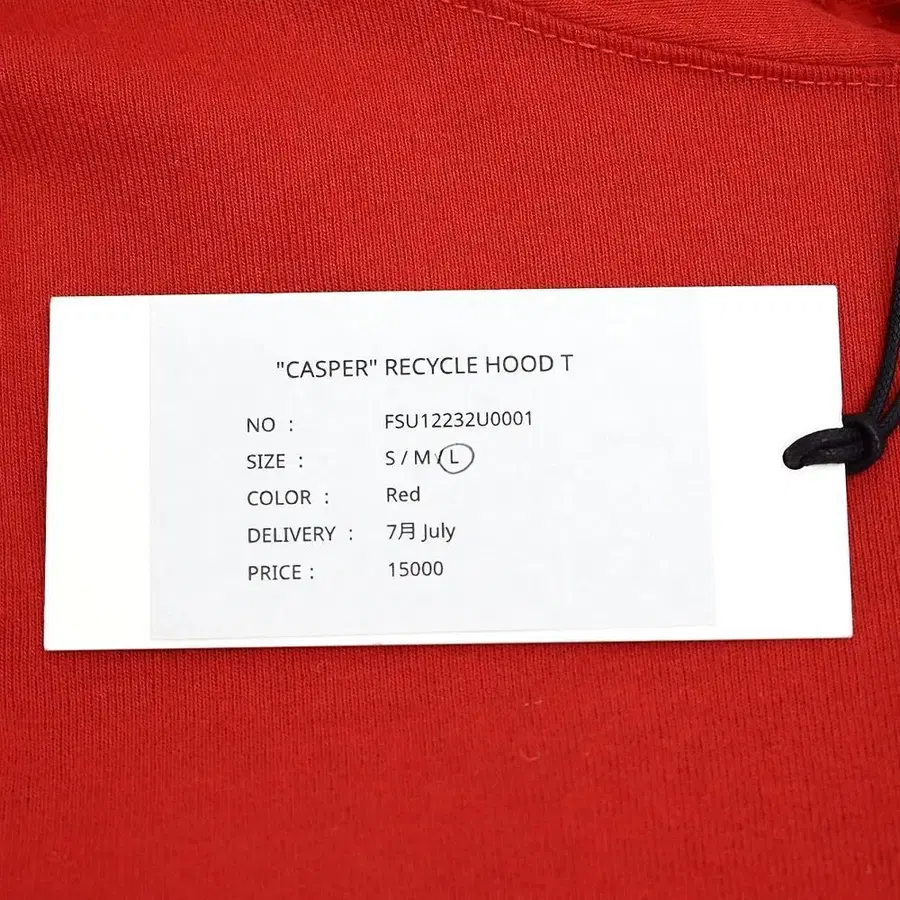 "CASPER" RECYCLE HOOD T
NO : FSU12232U0001
SIZE : S / M / L
COLOR : Red
DELIVERY : 7月 July
PRICE : 15000